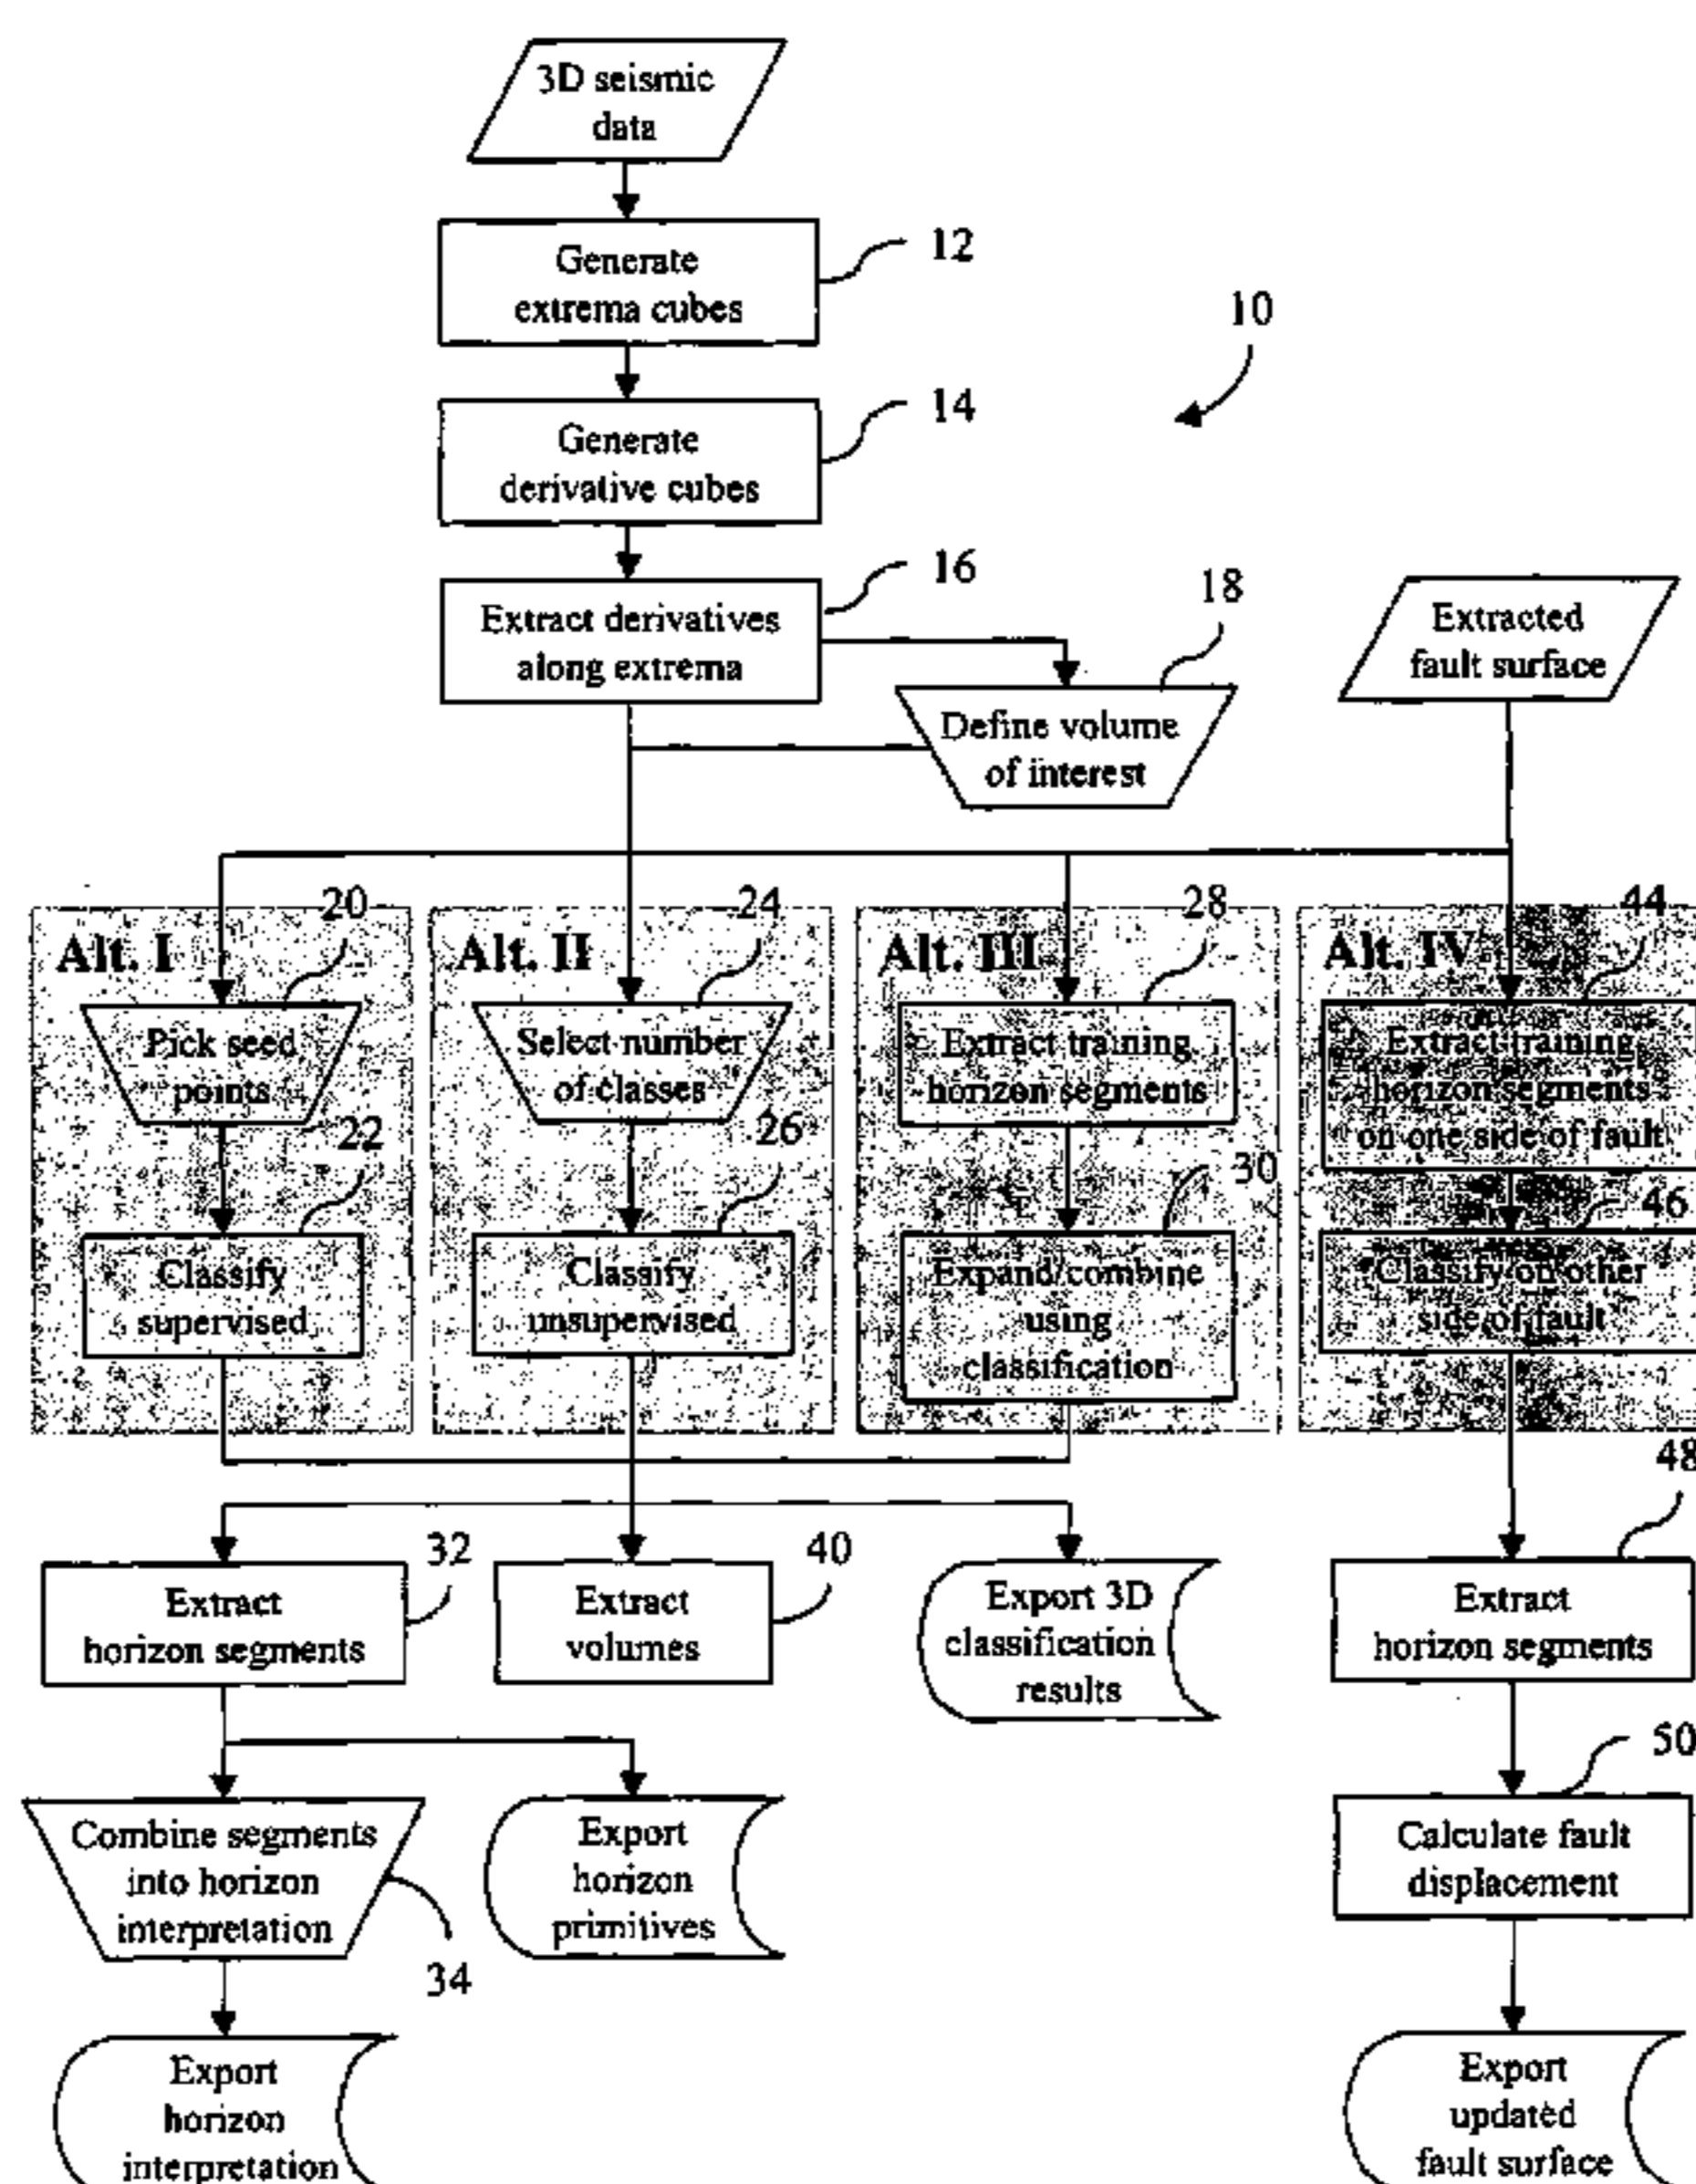 3D seismic
data
Generate
extrema cubes
12
10
Generate
derivative cubes
14
Extract derivatives
along extrema
16
18
Define volume
of interest
Extracted
fault surface
Alt. I
20
Pick seed
points
22
Classify
supervised
Alt. II
24
Select number
of classes
26
Classify
unsupervised
Alt. III
28
Extract training
horizon segments
30
Expand/combine
using
classification
Alt. IV
44
Extract training
horizon segments
on one side of fault
46
Classify on other
side of fault
32
Extract
horizon segments
40
Extract
volumes
Export 3D
classification
results
48
Extract
horizon segments
Combine segments
into horizon
interpretation
34
Export
horizon
primitives
50
Calculate fault
displacement
Export
horizon
interpretation
Export
updated
fault surface